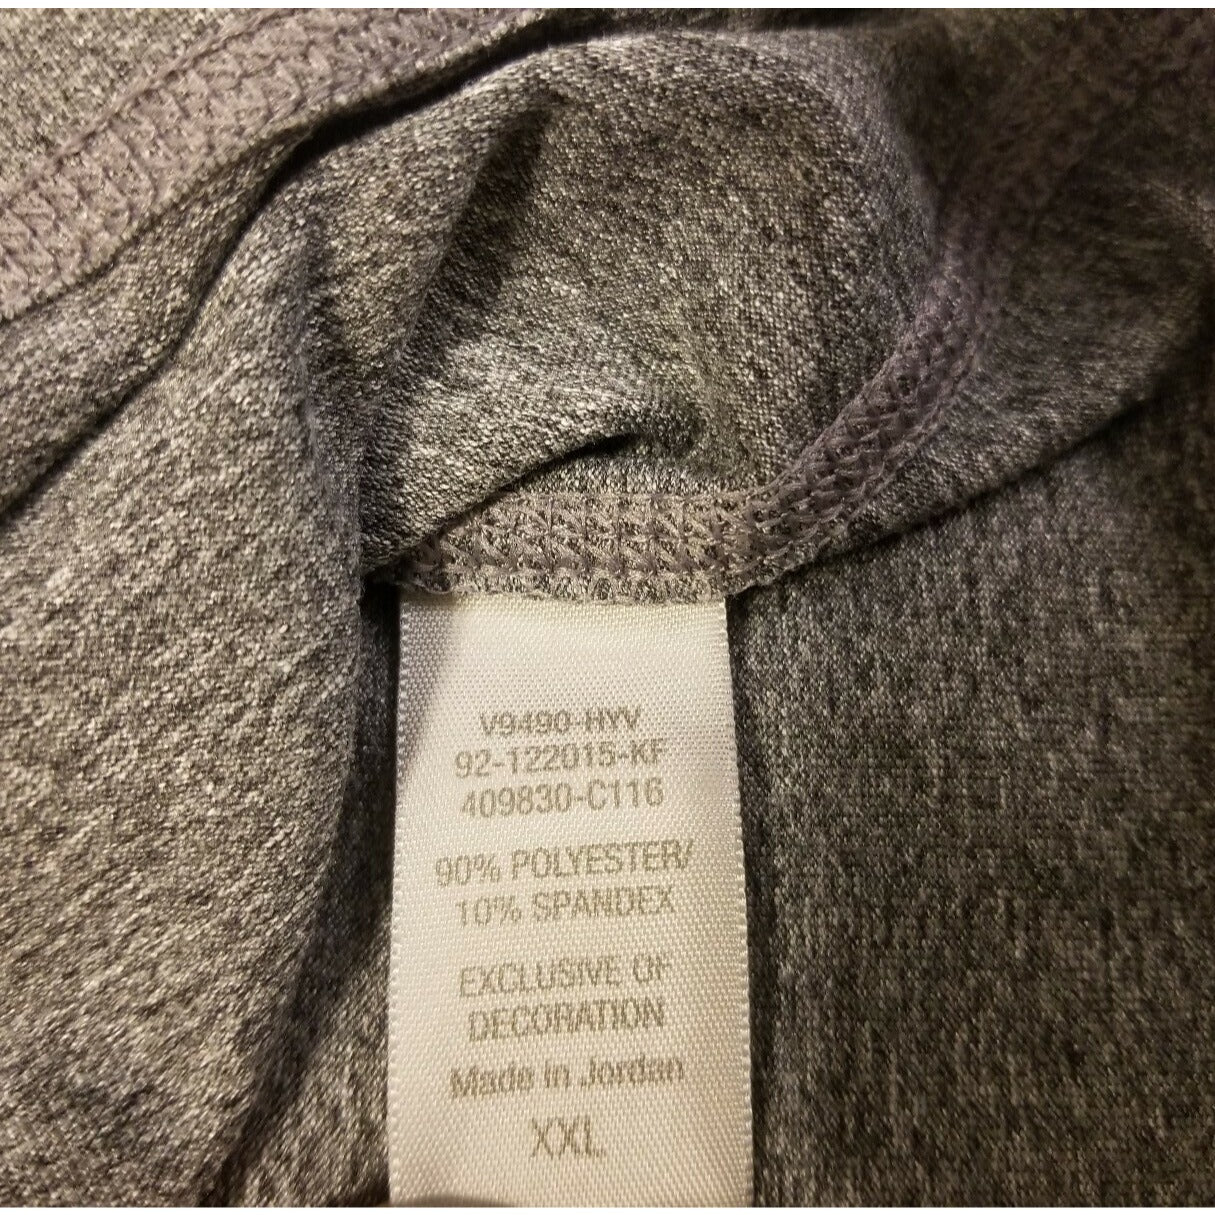 V9490-HYV
92-122015-KF
409830-C116
90% POLYESTER/
10% SPANDEX
EXCLUSIVE OF
DECORATION
Made in Jordan
XXL